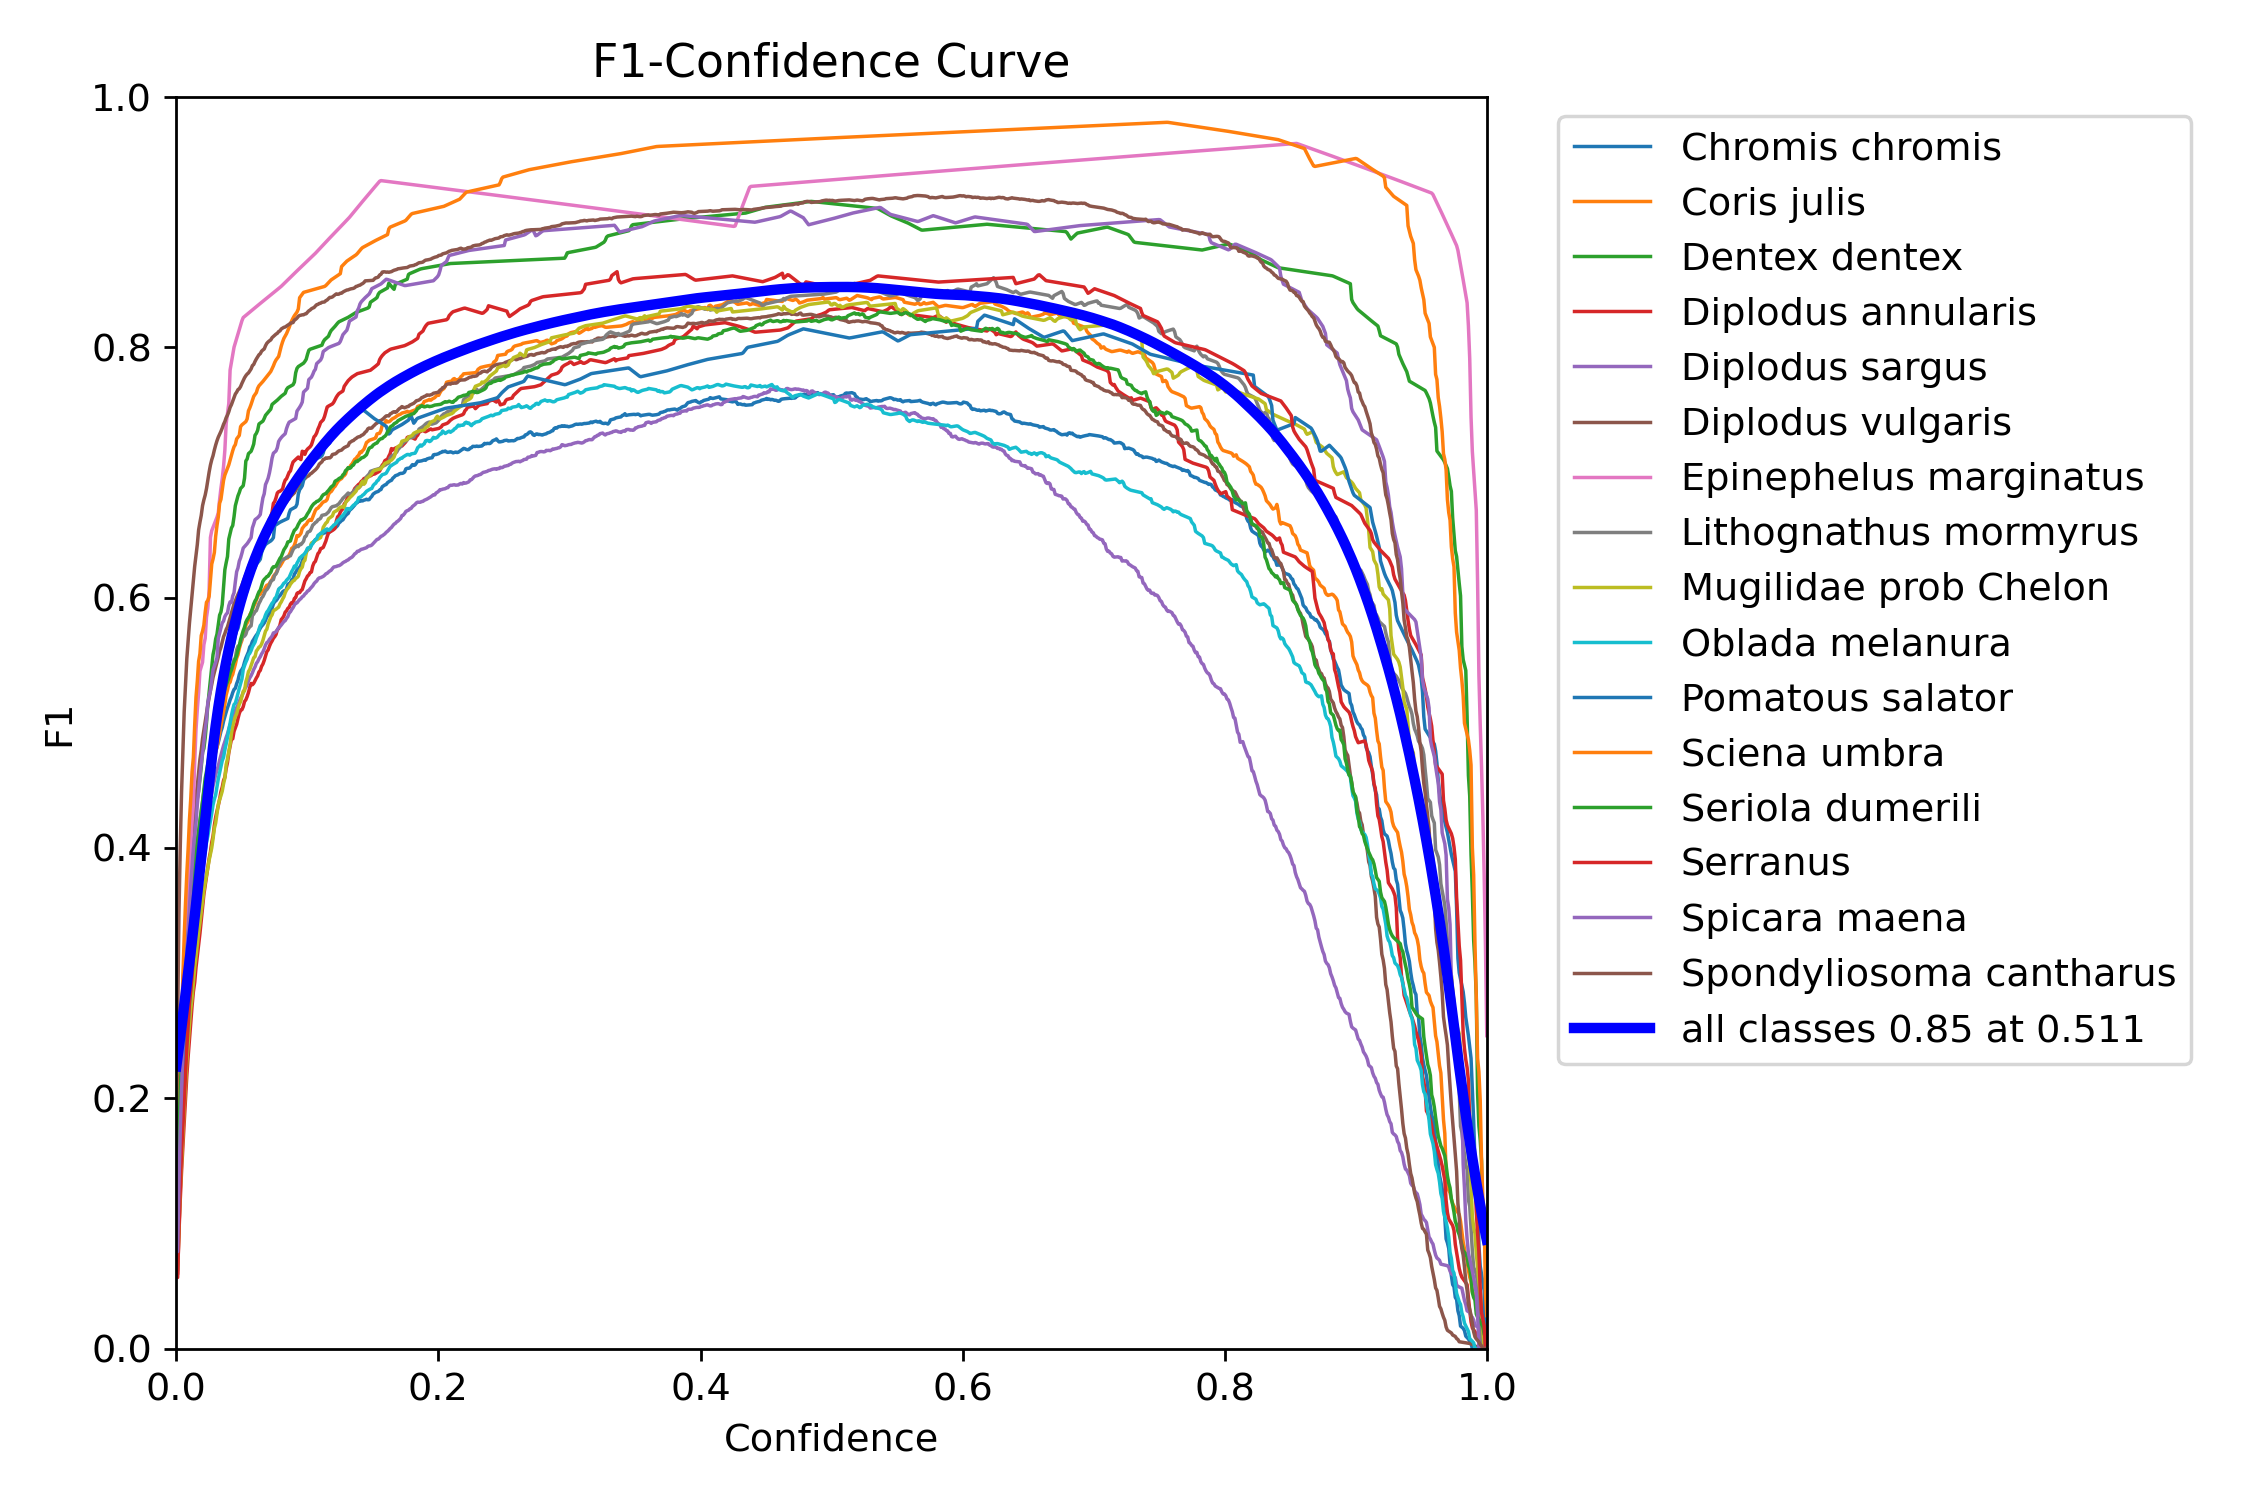 F1-Confidence Curve
1.0
0.8
0.6
0.4
0.2
0.0
F1
0.0 0.2 0.4 0.6 0.8 1.0
Confidence
Chromis chromis
Coris julis
Dentex dentex
Diplodus annularis
Diplodus sargus
Diplodus vulgaris
Epinephelus marginatus
Lithognathus mormyrus
Mugilidae prob Chelon
Oblada melanura
Pomatous salator
Sciena umbra
Seriola dumerili
Serranus
Spicara maena
Spondyliosoma cantharus
all classes 0.85 at 0.511